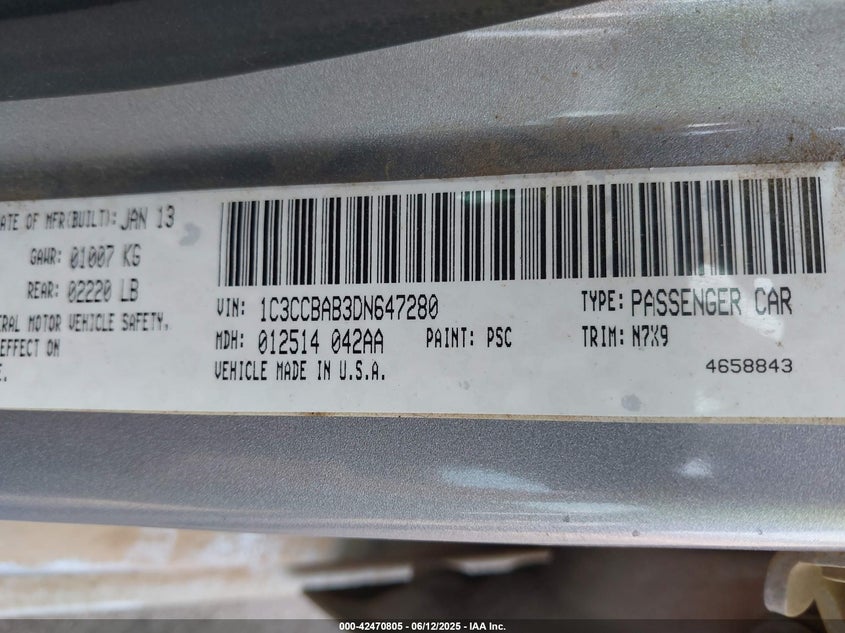 ATE OF MFR(BUILT): JAN 13
GAWR: 01007 KG
REAR: 02220 LB
ERAL MOTOR VEHICLE SAFETY,
EFFECT ON
E.
VIN: 1C3CCBAB3DN647280 TYPE: PASSENGER CAR
MDH: 012514 042AA PAINT: PSC TRIM: N7X9
VEHICLE MADE IN U.S.A. 4658843
000-42470805 - 06/12/2025 - IAA Inc.